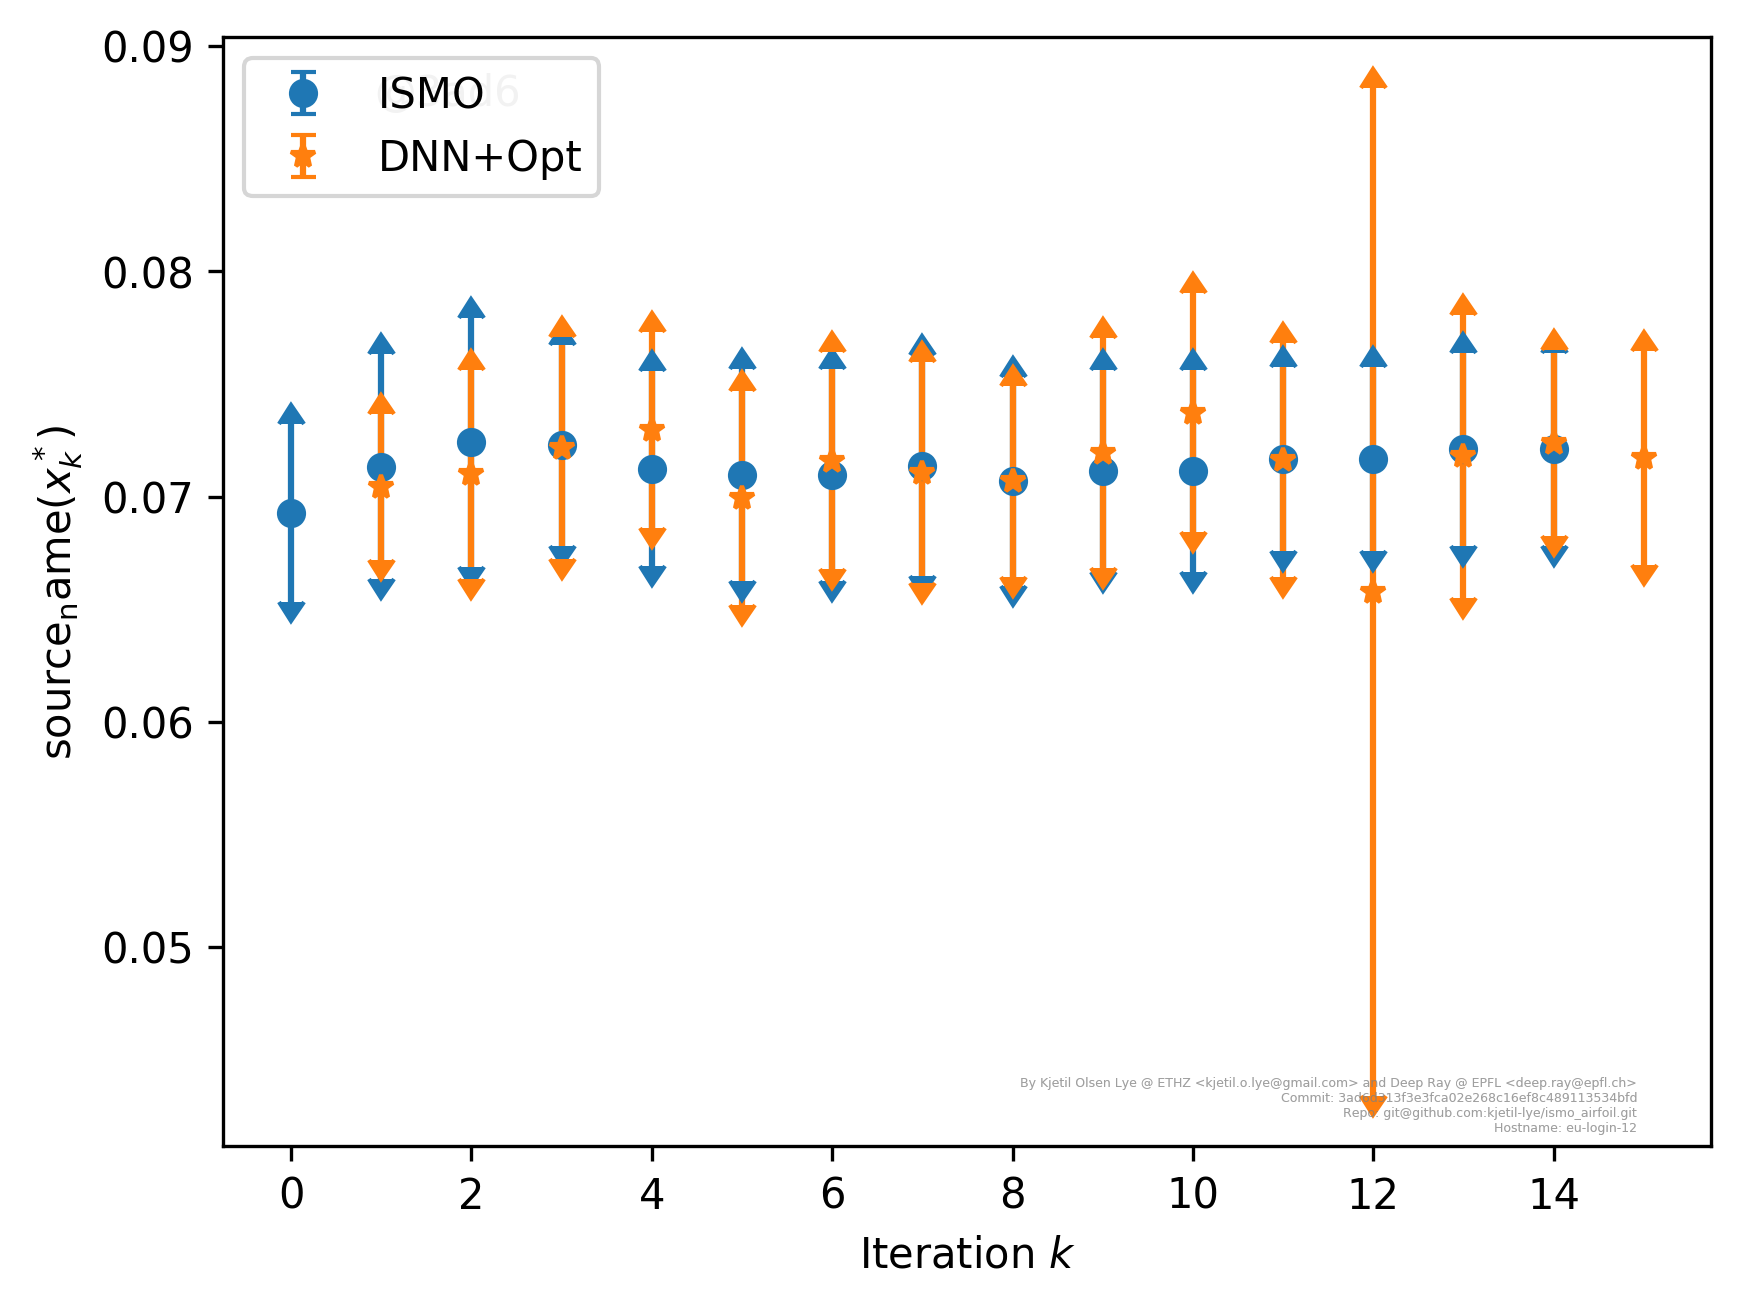 0.09
0.08
0.07
0.06
0.05
sourcename(x*k)
ISMO
DNN+Opt
By Kjetil Olsen Lye @ ETHZ <kjetil.o.lye@gmail.com> and Deep Ray @ EPFL <deep.ray@epfl.ch>
Repo: git@github.com:kjetil-lye/ismo_airfoil.git
Hostname: eu-login-12
0 2 4 6 8 10 12 14
Iteration k